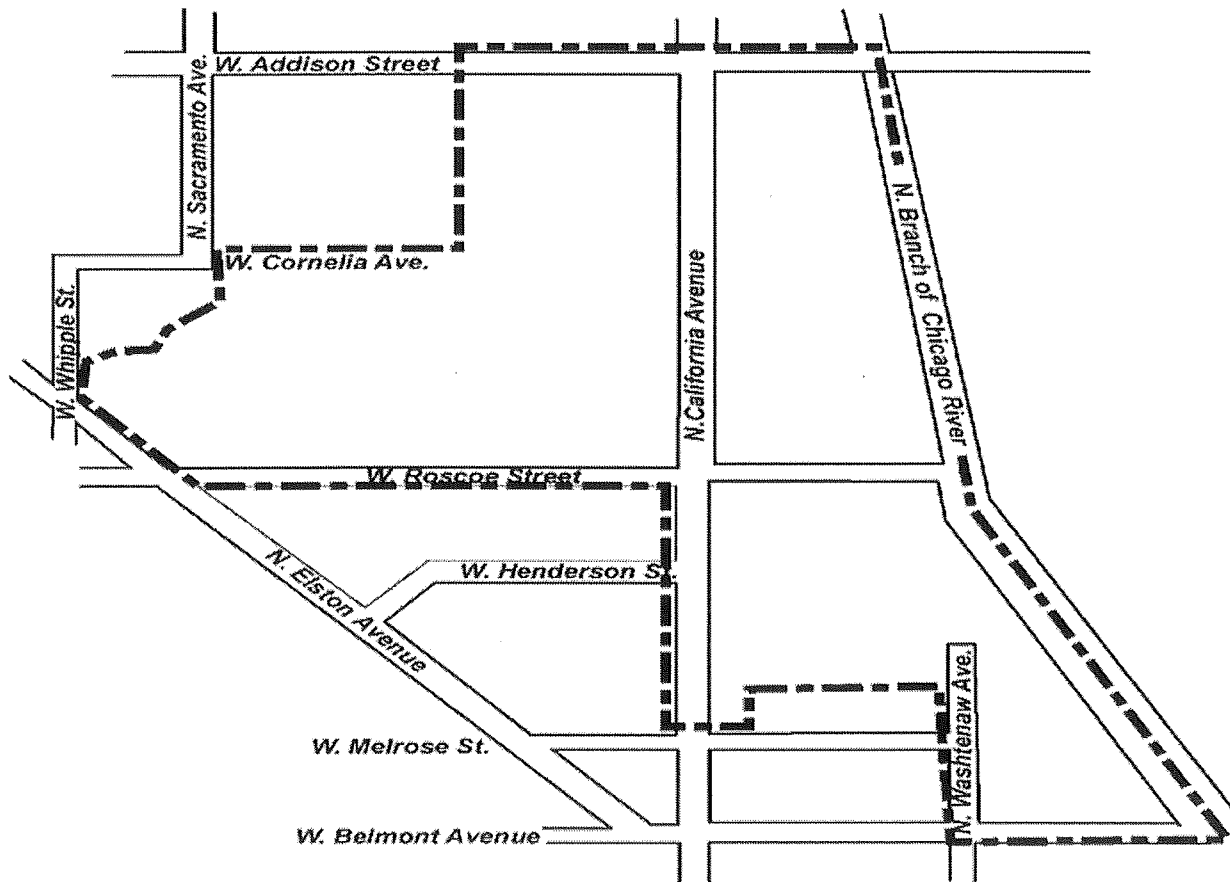 W. Addison Street
N. Sacramento Ave.
W. Cornelia Ave.
W. Whipple St.
N. Branch of Chicago River
N.California Avenue
W. Roscoe Street
N. Elston Avenue
W. Henderson St.
N. Washtenaw Ave.
W. Melrose St.
W. Belmont Avenue